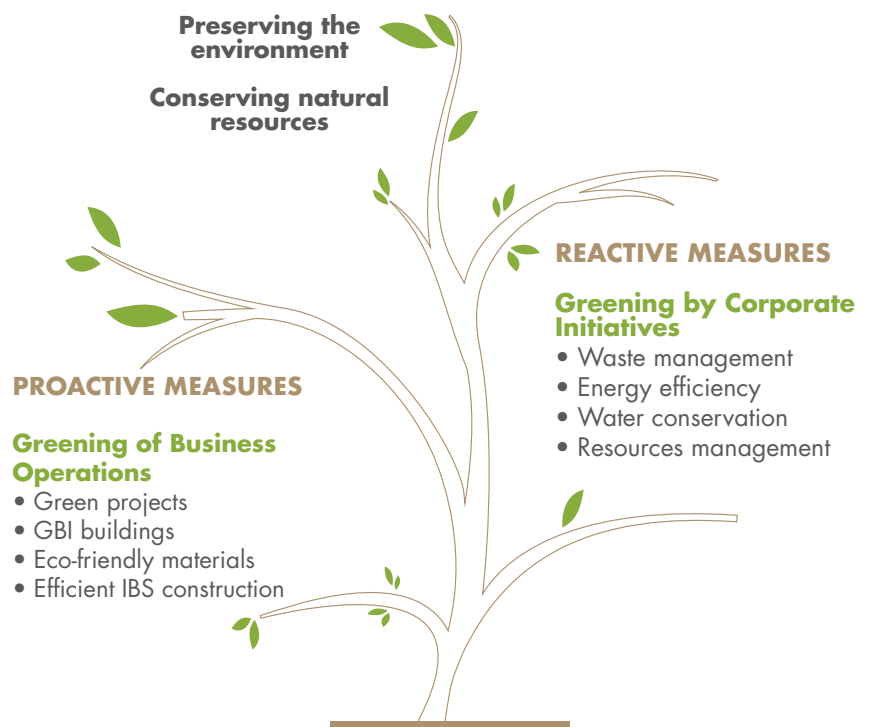 Preserving the
environment
Conserving natural
resources
PROACTIVE MEASURES
Greening of Business
Operations
• Green projects
• GBI buildings
• Eco-friendly materials
• Efficient IBS construction
REACTIVE MEASURES
Greening by Corporate
Initiatives
• Waste management
• Energy efficiency
• Water conservation
• Resources management